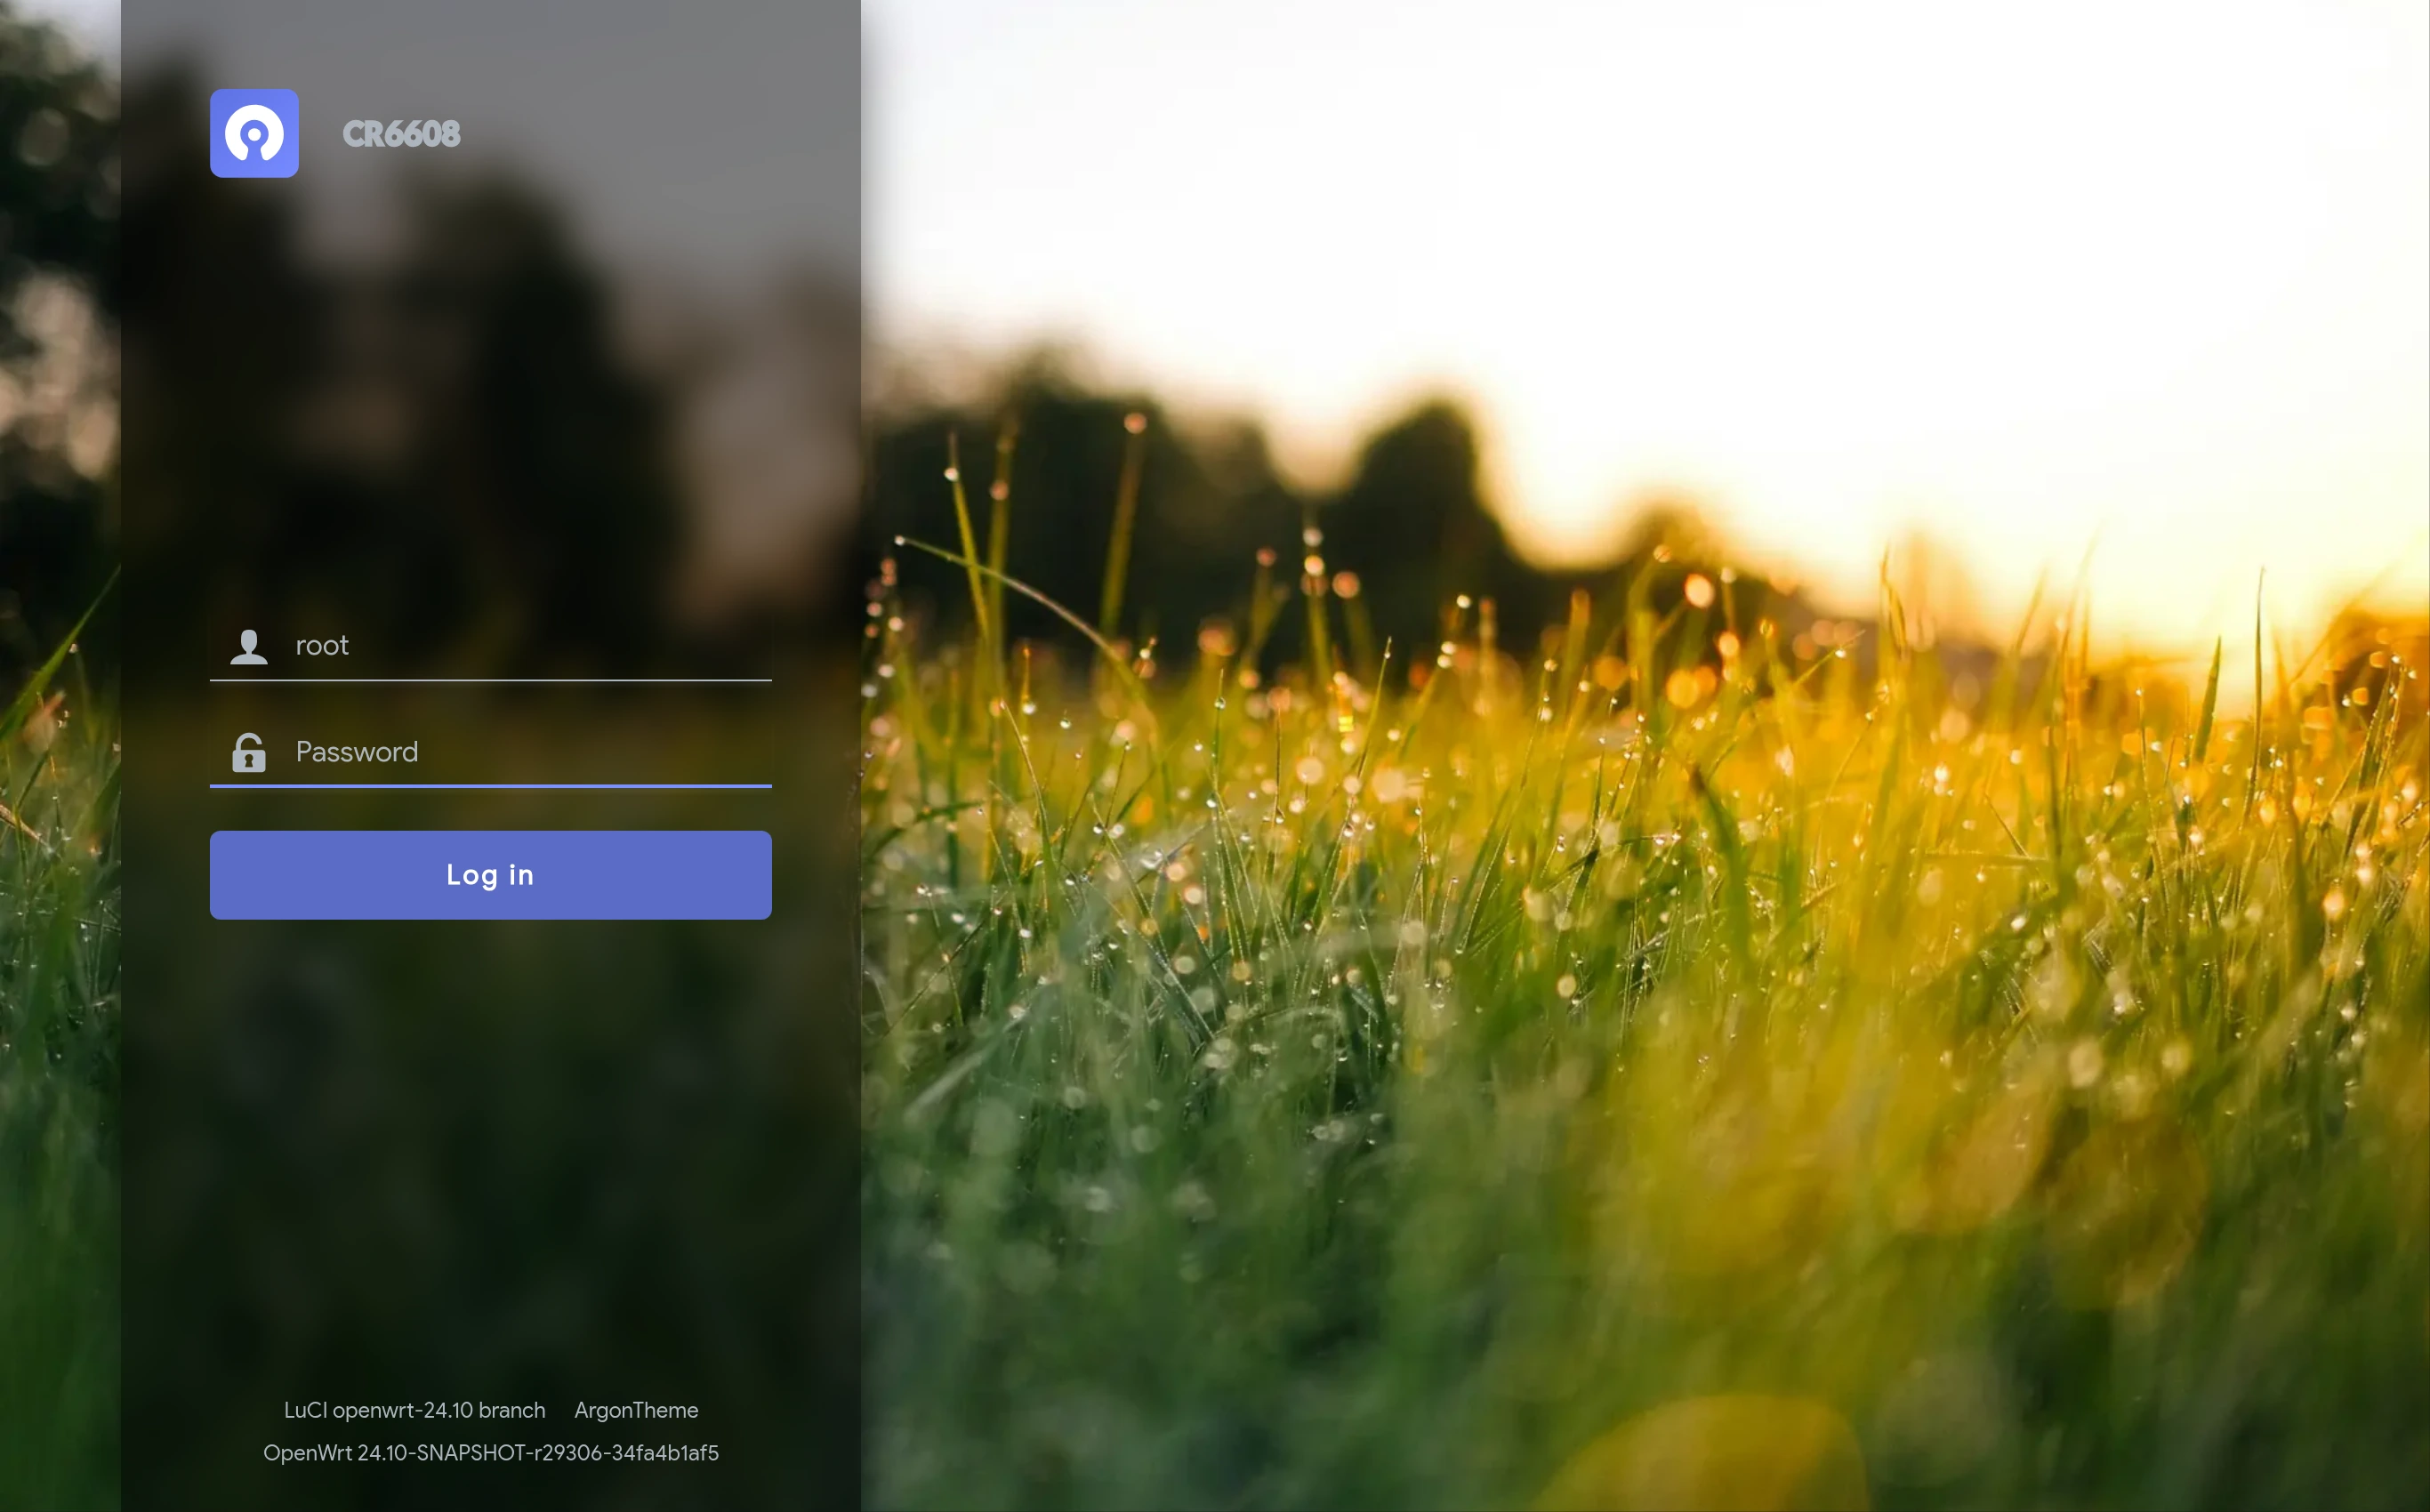 CR6608
root
Password
Log in
LuCI openwrt-24.10 branch ArgonTheme
OpenWrt 24.10-SNAPSHOT-r29306-34fa4b1af5